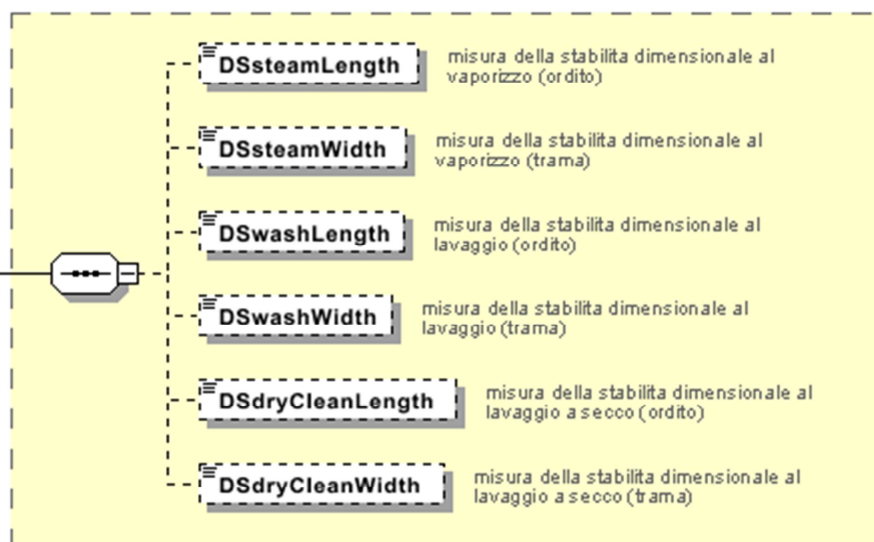 DSsteamLength
misura della stabilita dimensionale al
vaporizzo (ordito)
DSsteamWidth
misura della stabilita dimensionale al
vaporizzo (trama)
DSwashLength
misura della stabilita dimensionale al
lavaggio (ordito)
DSwashWidth
misura della stabilita dimensionale al
lavaggio (trama)
DSdryCleanLength
misura della stabilita dimensionale al
lavaggio a secco (ordito)
DSdryCleanWidth
misura della stabilita dimensionale al
lavaggio a secco (trama)